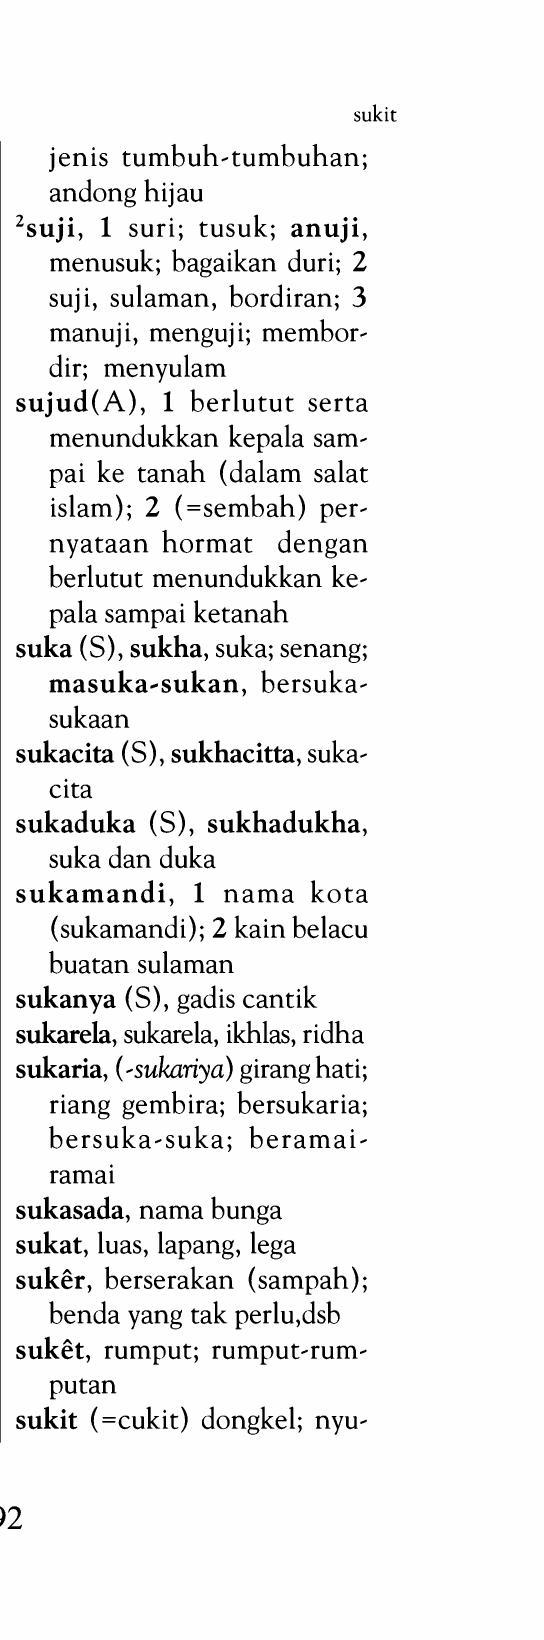 sukit
jenis tumbuh-tumbuhan;
andong hijau
²suji, 1 suri; tusuk; anuji,
menusuk; bagaikan duri; 2
suji, sulaman, bordiran; 3
manuji, menguji; membor-
dir; menyulam
sujud(A), 1 berlutut serta
menundukkan kepala sam-
pai ke tanah (dalam salat
islam); 2 (=sembah) per-
nyataan hormat dengan
berlutut menundukkan ke-
pala sampai ketanah
suka (S), sukha, suka; senang;
masuka-sukan, bersuka-
sukaan
sukacita (S), sukhacitta, suka-
cita
sukaduka (S), sukhadukha,
suka dan duka
sukamandi, 1 nama kota
(sukamandi); 2 kain belacu
buatan sulaman
sukanya (S), gadis cantik
sukarela, sukarela, ikhlas, ridha
sukaria, (-sukariya) girang hati;
riang gembira; bersukaria;
bersuka-suka; beramai-
ramai
sukasada, nama bunga
sukat, luas, lapang, lega
sukêr, berserakan (sampah);
benda yang tak perlu,dsb
sukêt, rumput; rumput-rum-
putan
sukit (=cukit) dongkel; nyu-
92